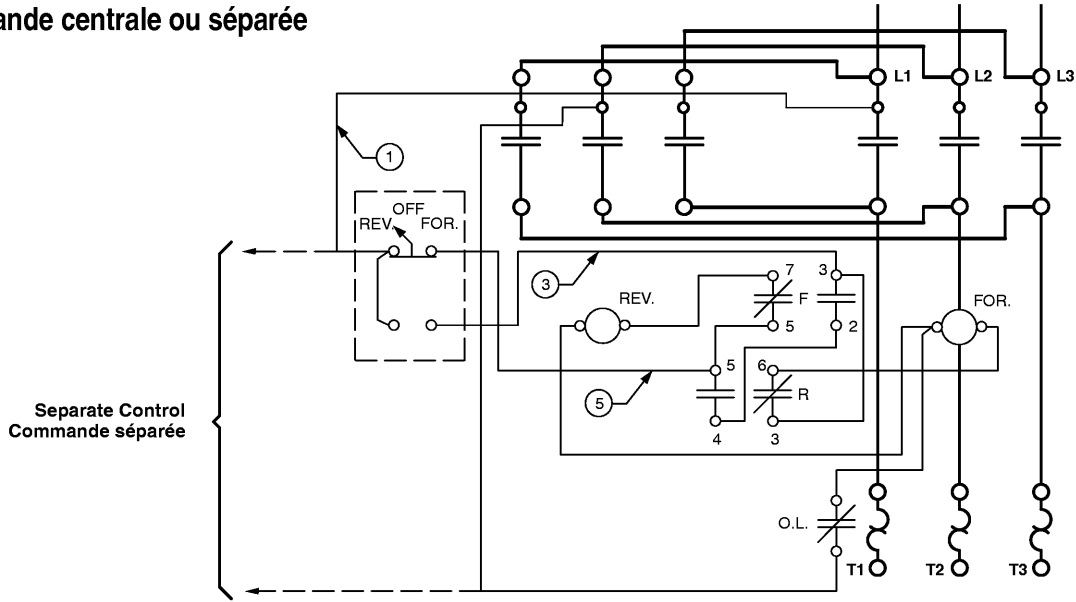 centrale ou séparée
L1
L2
L3
1
OFF
REV.
FOR.
3
7
3
REV.
F
FOR.
5
2
5
6
5
R
4
3
Separate Control
Commande séparée
O.L.
T1
T2
T3